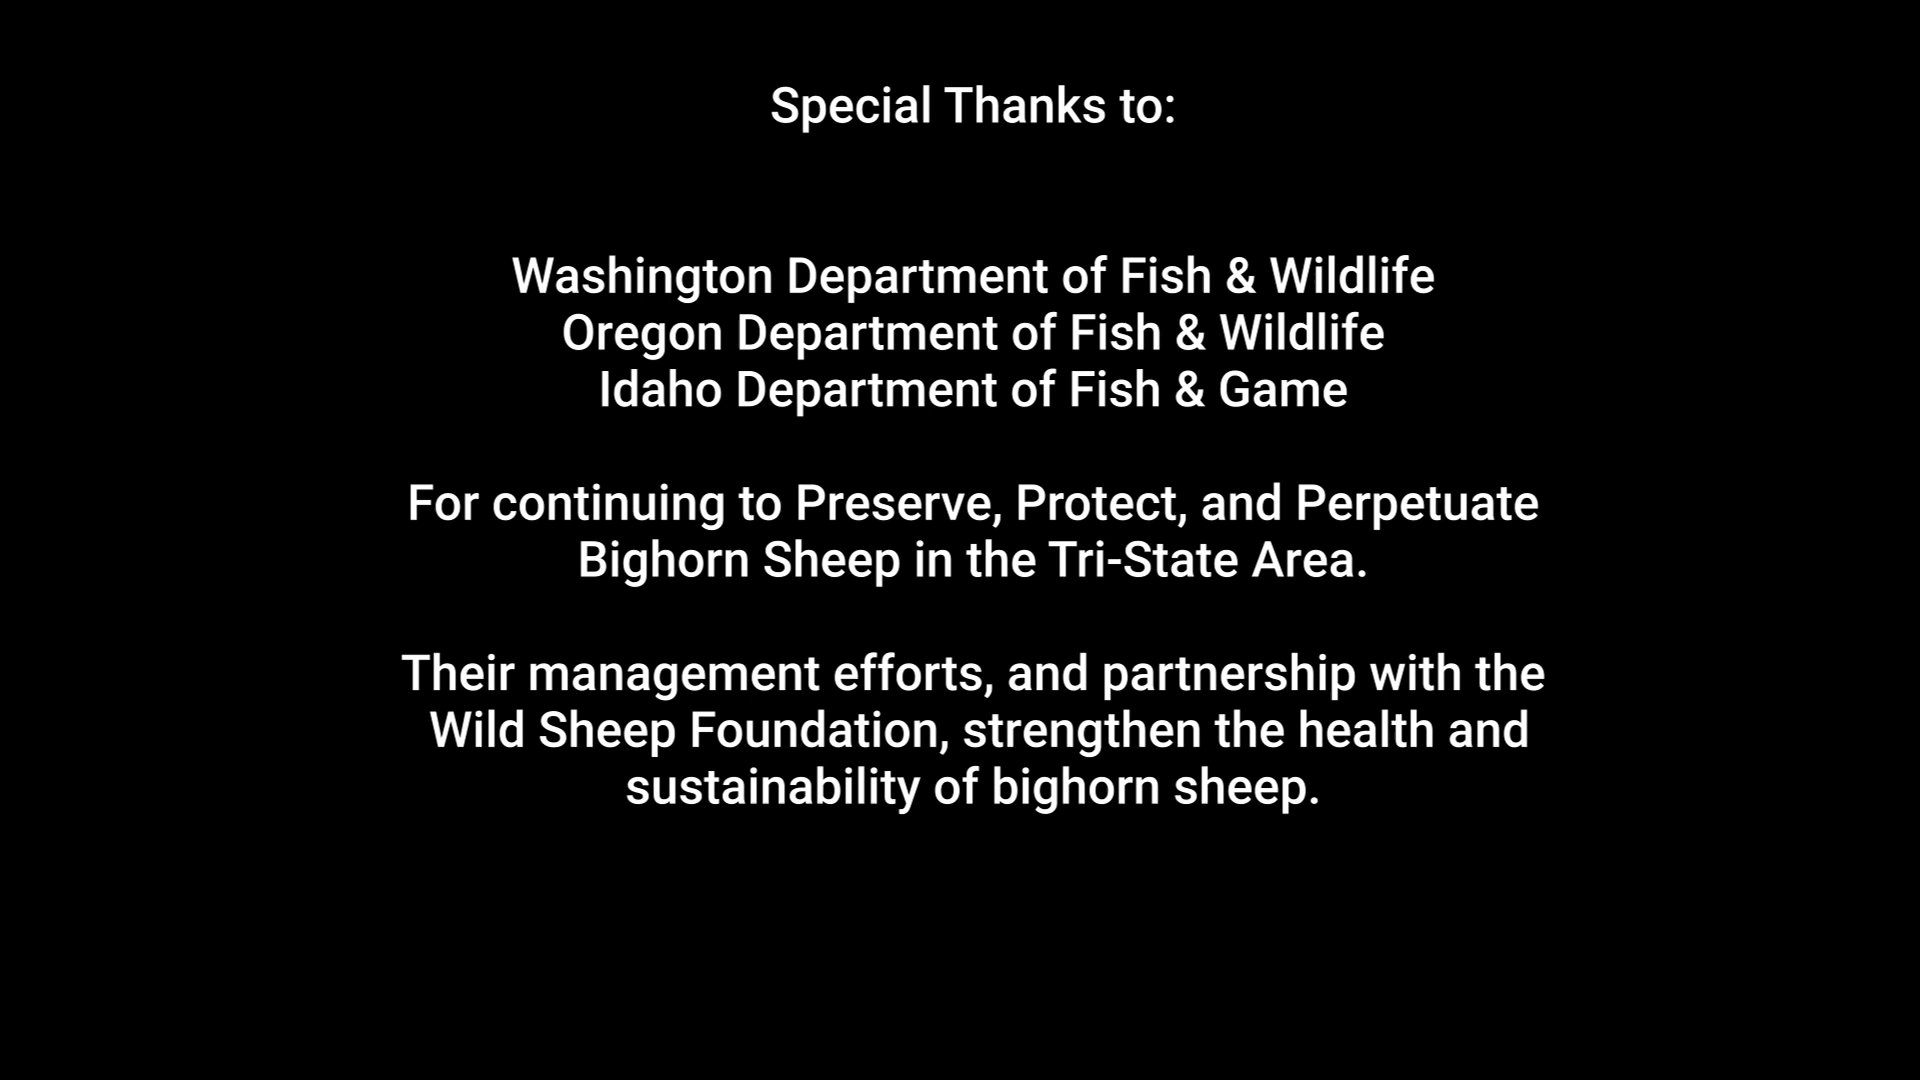 Special Thanks to:
Washington Department of Fish & Wildlife
Oregon Department of Fish & Wildlife
Idaho Department of Fish & Game
For continuing to Preserve, Protect, and Perpetuate
Bighorn Sheep in the Tri-State Area.
Their management efforts, and partnership with the
Wild Sheep Foundation, strengthen the health and
sustainability of bighorn sheep.